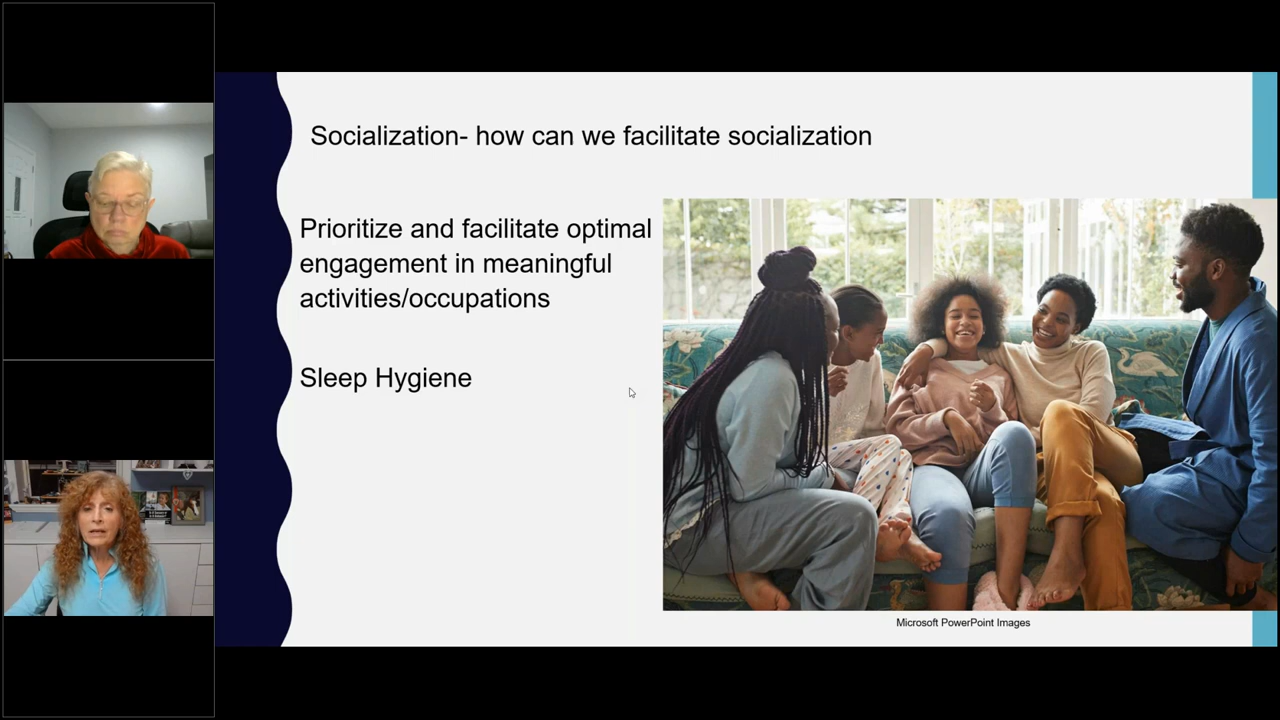 Socialization- how can we facilitate socialization
Prioritize and facilitate optimal
engagement in meaningful
activities/occupations
Sleep Hygiene
Microsoft PowerPoint Images